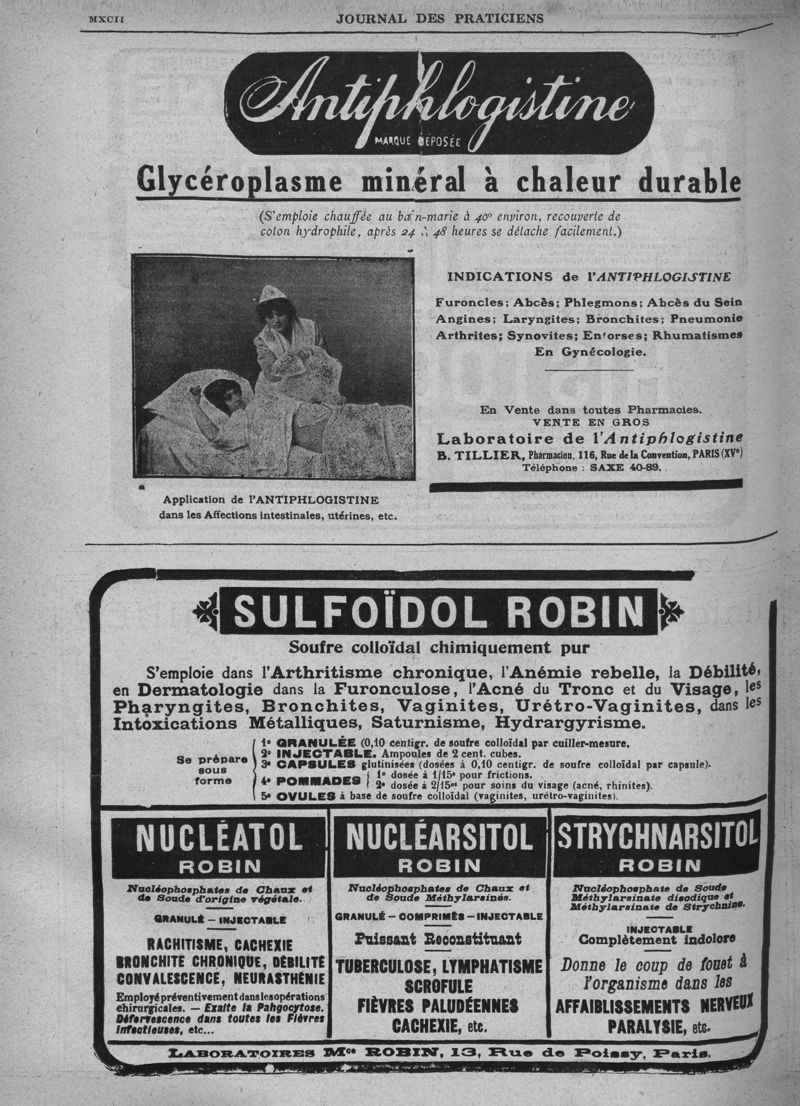 MXCII
JOURNAL DES PRATICIENS
Antiphlogistine
MARQUE DÉPOSÉE
Glycéroplasme minéral à chaleur durable
(S'emploie chauffée au bain-marie à 40° environ, recouverte de
coton hydrophile, après 24 à 48 heures se détache facilement.)
INDICATIONS de l'ANTIPHLOGISTINE
Furoncles; Abcès; Phlegmons; Abcès du Sein
Angines; Laryngites; Bronchites; Pneumonie
Arthrites; Synovites; Entorses; Rhumatismes
En Gynécologie.
En Vente dans toutes Pharmacies.
VENTE EN GROS
Laboratoire de l'Antiphlogistine
B. TILLIER, Pharmacien, 116, Rue de la Convention, PARIS (XVe)
Téléphone : SAXE 40-89.
Application de l'ANTIPHLOGISTINE
dans les Affections intestinales, utérines, etc.
SULFOÏDOL ROBIN
Soufre colloïdal chimiquement pur
S'emploie dans l'Arthritisme chronique, l'Anémie rebelle, la Débilité,
en Dermatologie dans la Furonculose, l'Acné du Tronc et du Visage, les
Pharyngites, Bronchites, Vaginites, Urétro-Vaginites, dans les
Intoxications Métalliques, Saturnisme, Hydrargyrisme.
Se prépare
sous
forme
1° GRANULÉE (0,10 centigr. de soufre colloïdal par cuiller-mesure.
2° INJECTABLE. Ampoules de 2 cent. cubes.
3° CAPSULES glutinisées (dosées à 0,10 centigr. de soufre colloïdal par capsule).
4° POMMADES
1° dosée à 1/15e pour frictions.
2° dosée à 2/15es pour soins du visage (acné, rhinites).
5° OVULES à base de soufre colloïdal (vaginites, urétro-vaginites).
NUCLÉATOL
ROBIN
Nucléophosphates de Chaux et
de Soude d'origine végétale.
GRANULÉ – INJECTABLE
RACHITISME, CACHEXIE
BRONCHITE CHRONIQUE, DÉBILITÉ
CONVALESCENCE, NEURASTHÉNIE
Employé préventivement dans les opérations
chirurgicales. — Exalte la Pahgocytose.
Défervescence dans toutes les Fièvres
infectieuses, etc...
NUCLÉARSITOL
ROBIN
Nucléophosphates de Chaux et
de Soude Méthylarsinés.
GRANULÉ – COMPRIMÉS – INJECTABLE
Puissant Reconstituant
TUBERCULOSE, LYMPHATISME
SCROFULE
FIÈVRES PALUDÉENNES
CACHEXIE, etc.
STRYCHNARSITOL
ROBIN
Nucléophosphate de Soude
Méthylarsinate disodique et
Méthylarsinate de Strychnine.
INJECTABLE
Complètement indolore
Donne le coup de fouet à
l'organisme dans les
AFFAIBLISSEMENTS NERVEUX
PARALYSIE, etc.
LABORATOIRES Mce ROBIN, 13, Rue de Poissy, Paris.